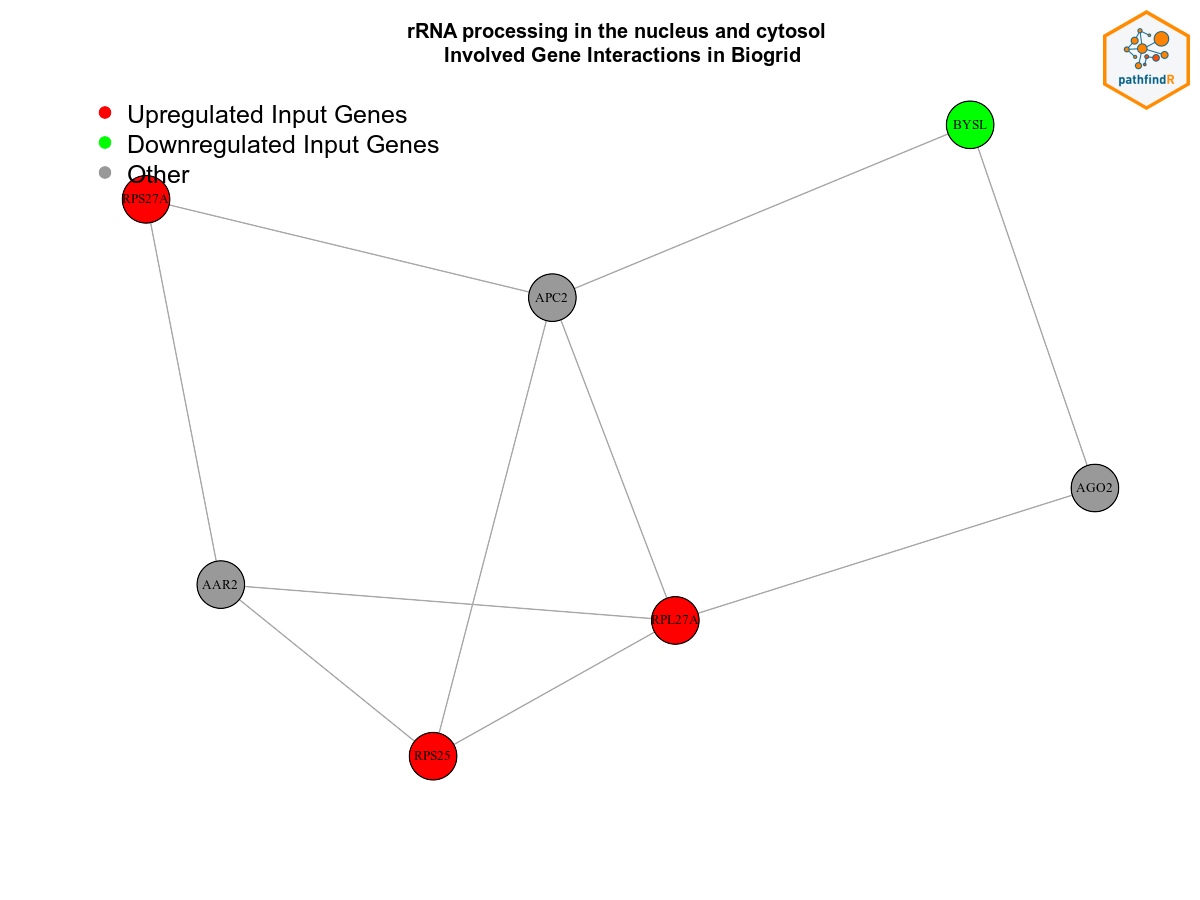 rRNA processing in the nucleus and cytosol
Involved Gene Interactions in Biogrid
pathfindR
Upregulated Input Genes
Downregulated Input Genes
Other
BYSL
RPS27A
APC2
AGO2
AAR2
RPL27A
RPS25